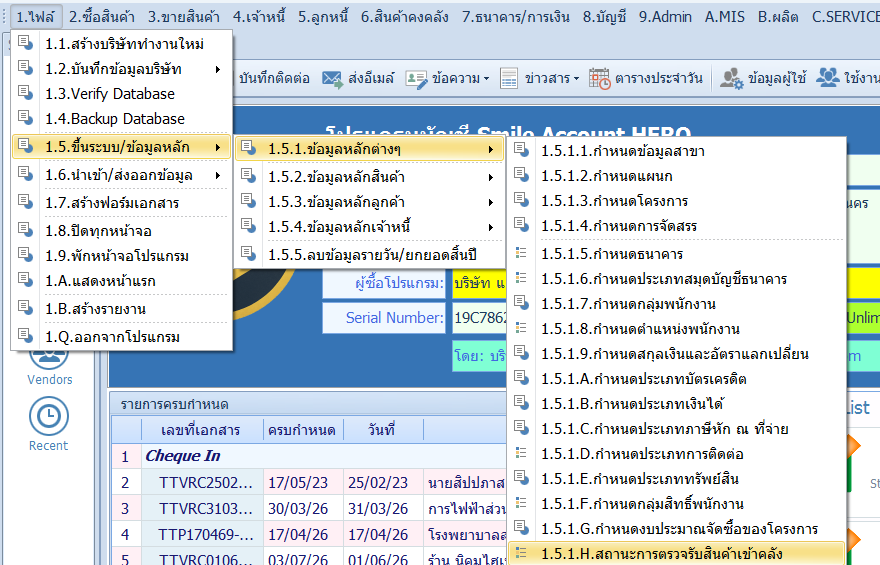 1.ไฟล์ 2.ซื้อสินค้า 3.ขายสินค้า 4.เจ้าหนี้ 5.ลูกหนี้ 6.สินค้าคงคลัง 7.ธนาคาร/การเงิน 8.บัญชี 9.Admin A.MIS B.ผลิต C.SERVICE
1.1.สร้างบริษัททำงานใหม่
1.2.บันทึกข้อมูลบริษัท
1.3.Verify Database
1.4.Backup Database
1.5.ขึ้นระบบ/ข้อมูลหลัก
1.6.นำเข้า/ส่งออกข้อมูล
1.7.สร้างฟอร์มเอกสาร
1.8.ปิดทุกหน้าจอ
1.9.พักหน้าจอโปรแกรม
1.A.แสดงหน้าแรก
1.B.สร้างรายงาน
1.Q.ออกจากโปรแกรม
บันทึกติดต่อ ส่งอีเมล์ ข้อความ ข่าวสาร ตารางประจำวัน ข้อมูลผู้ใช้ ใช้งาน
โปรแกรมบัญชี Smile Account HERO
1.5.1.ข้อมูลหลักต่างๆ
1.5.2.ข้อมูลหลักสินค้า
1.5.3.ข้อมูลหลักลูกค้า
1.5.4.ข้อมูลหลักเจ้าหนี้
1.5.5.ลบข้อมูลรายวัน/ยกยอดสิ้นปี
1.5.1.1.กำหนดข้อมูลสาขา
1.5.1.2.กำหนดแผนก
1.5.1.3.กำหนดโครงการ
1.5.1.4.กำหนดการจัดสรร
1.5.1.5.กำหนดธนาคาร
1.5.1.6.กำหนดประเภทสมุดบัญชีธนาคาร
1.5.1.7.กำหนดกลุ่มพนักงาน
1.5.1.8.กำหนดตำแหน่งพนักงาน
1.5.1.9.กำหนดสกุลเงินและอัตราแลกเปลี่ยน
1.5.1.A.กำหนดประเภทบัตรเครดิต
1.5.1.B.กำหนดประเภทเงินได้
1.5.1.C.กำหนดประเภทภาษีหัก ณ ที่จ่าย
1.5.1.D.กำหนดประเภทการติดต่อ
1.5.1.E.กำหนดประเภททรัพย์สิน
1.5.1.F.กำหนดกลุ่มสิทธิ์พนักงาน
1.5.1.G.กำหนดงบประมาณจัดซื้อของโครงการ
1.5.1.H.สถานะการตรวจรับสินค้าเข้าคลัง
นคร
ผู้ซื้อโปรแกรม: บริษัท แ
Serial Number: 19C786
Unlim
โดย: บริ
m
Vendors
Recent
List
St
รายการครบกำหนด
เลขที่เอกสาร ครบกำหนด วันที่
1 Cheque In
2 TTVRC2502... 17/05/23 25/02/23 นายสิปปภาส
3 TTVRC3103... 30/03/26 31/03/26 การไฟฟ้าส่วน
4 TTP170469-... 17/04/26 17/04/26 โรงพยาบาล
5 TTVRC0106... 03/07/26 01/06/26 ร้าน นิคมไฮเ